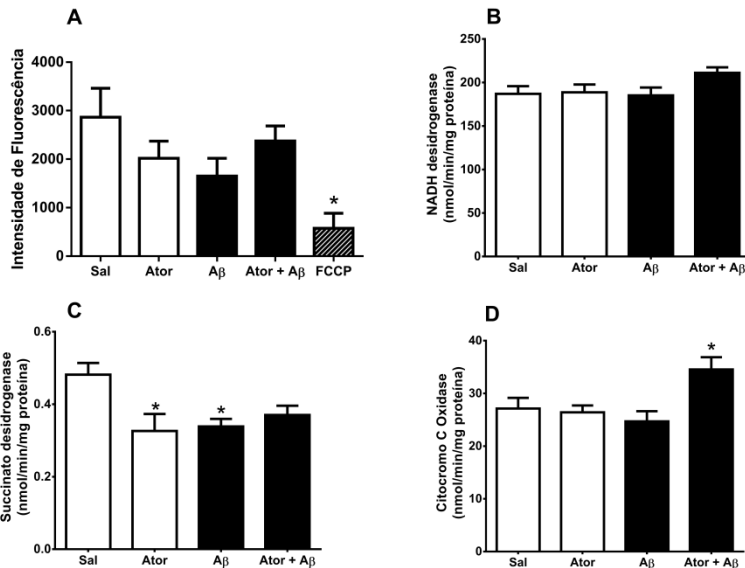 A
Intensidade de Fluorescência
4000
3000
2000
1000
0
*
Sal Ator Aβ Ator + Aβ FCCP
B
NADH desidrogenase
(nmol/min/mg proteína)
250
200
150
100
50
0
Sal Ator Aβ Ator + Aβ
C
Succinato desidrogenase
(nmol/min/mg proteína)
0.6
0.4
0.2
0.0
* *
Sal Ator Aβ Ator + Aβ
D
Citocromo C Oxidase
(nmol/min/mg proteína)
40
30
20
10
0
*
Sal Ator Aβ Ator + Aβ